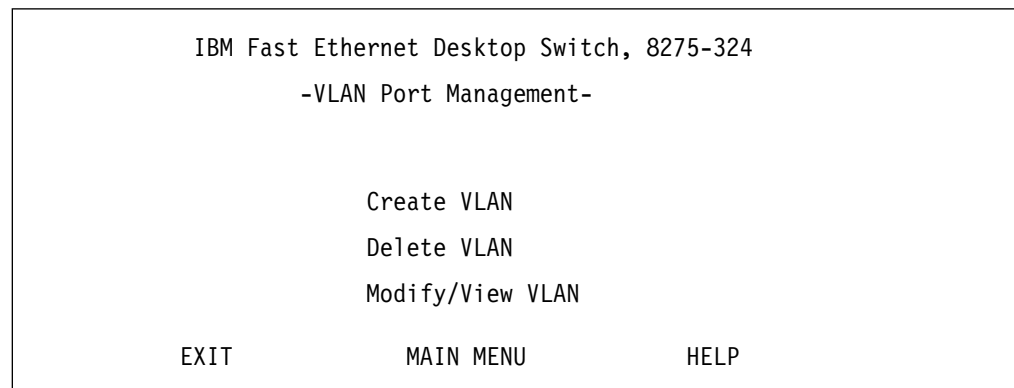 IBM Fast Ethernet Desktop Switch, 8275-324
-VLAN Port Management-
Create VLAN
Delete VLAN
Modify/View VLAN
EXIT MAIN MENU HELP